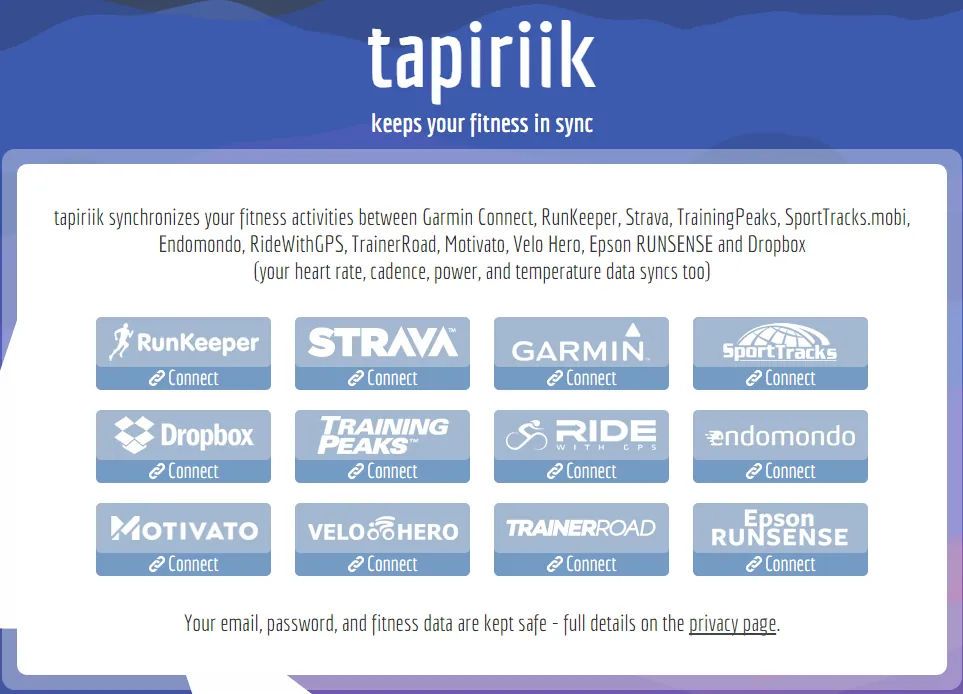 tapiriik
keeps your fitness in sync
tapiriik synchronizes your fitness activities between Garmin Connect, RunKeeper, Strava, TrainingPeaks, SportTracks.mobi,
Endomondo, RideWithGPS, TrainerRoad, Motivato, Velo Hero, Epson RUNSENSE and Dropbox
(your heart rate, cadence, power, and temperature data syncs too)
RunKeeper
Connect
STRAVA™
Connect
GARMIN™
Connect
SportTracks
Connect
Dropbox
Connect
TRAINING
PEAKS™
Connect
RIDE
WITH GPS
Connect
endomondo
Connect
MOTIVATO
Connect
VELO HERO
Connect
TRAINERROAD
Connect
Epson
RUNSENSE
Connect
Your email, password, and fitness data are kept safe - full details on the privacy page.